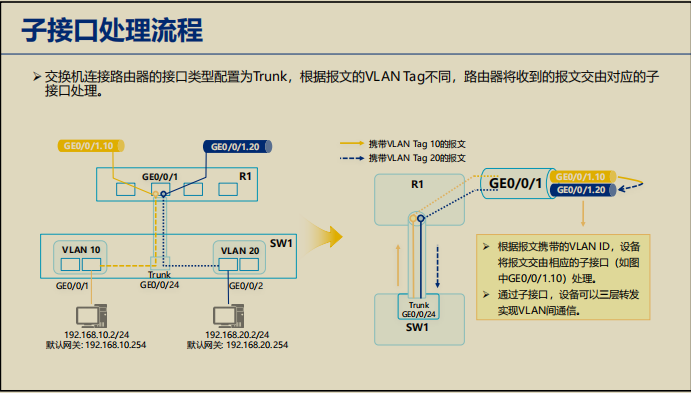 子接口处理流程
➢ 交换机连接路由器的接口类型配置为Trunk，根据报文的VLAN Tag不同，路由器将收到的报文交由对应的子
接口处理。
GE0/0/1.10
GE0/0/1.20
GE0/0/1
R1
VLAN 10
VLAN 20
SW1
Trunk
GE0/0/24
GE0/0/1
GE0/0/2
192.168.10.2/24
默认网关: 192.168.10.254
192.168.20.2/24
默认网关: 192.168.20.254
携带VLAN Tag 10的报文
携带VLAN Tag 20的报文
R1
GE0/0/1
GE0/0/1.10
GE0/0/1.20
Trunk
GE0/0/24
SW1
➢ 根据报文携带的VLAN ID，设备
将报文交由相应的子接口（如图
中GE0/0/1.10）处理。
➢ 通过子接口，设备可以三层转发
实现VLAN间通信。